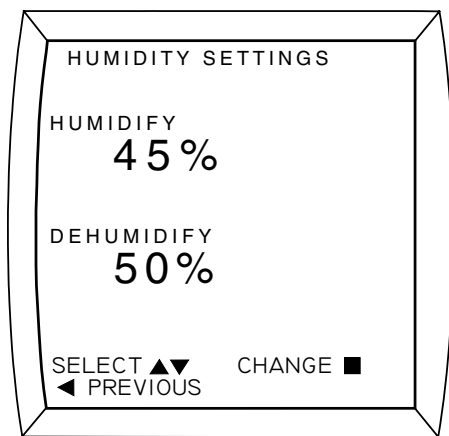 HUMIDITY SETTINGS
HUMIDIFY
45%
DEHUMIDIFY
50%
SELECT ▲▼ CHANGE ■
◀ PREVIOUS